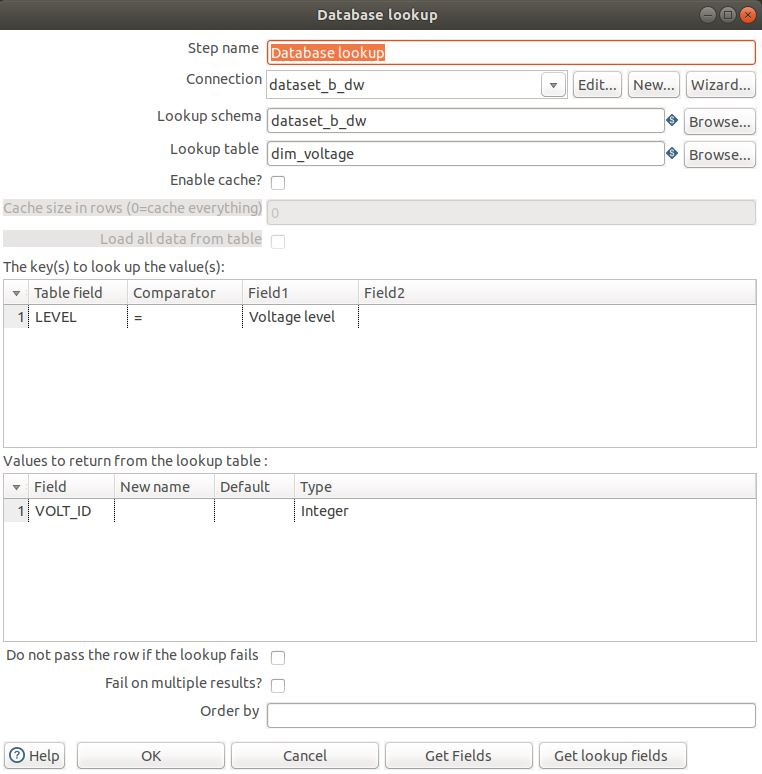 Database lookup
Step name Database lookup
Connection dataset_b_dw Edit... New... Wizard...
Lookup schema dataset_b_dw Browse...
Lookup table dim_voltage Browse...
Enable cache?
Cache size in rows (0=cache everything) 0
Load all data from table
The key(s) to look up the value(s):
Table field Comparator Field1 Field2
1 LEVEL = Voltage level
Values to return from the lookup table :
Field New name Default Type
1 VOLT_ID Integer
Do not pass the row if the lookup fails
Fail on multiple results?
Order by
Help OK Cancel Get Fields Get lookup fields